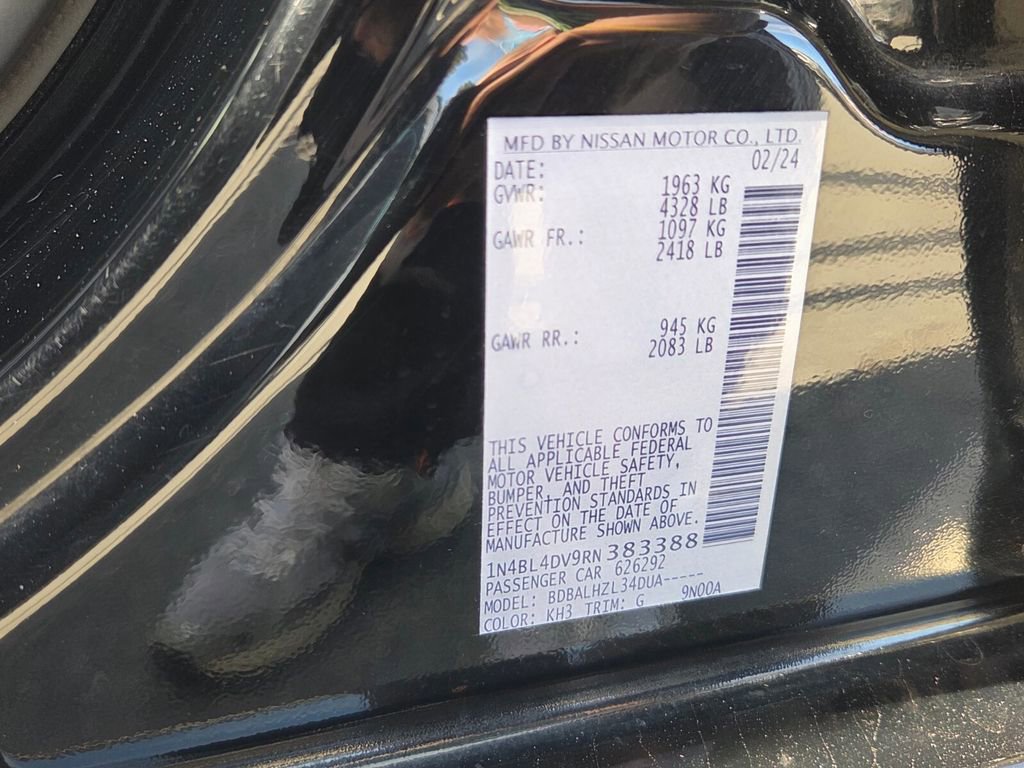 MFD BY NISSAN MOTOR CO., LTD.
DATE: 02/24
GVWR: 1963 KG
4328 LB
GAWR FR.: 1097 KG
2418 LB
GAWR RR.: 945 KG
2083 LB
THIS VEHICLE CONFORMS TO
ALL APPLICABLE FEDERAL
MOTOR VEHICLE SAFETY,
BUMPER, AND THEFT
PREVENTION STANDARDS IN
EFFECT ON THE DATE OF
MANUFACTURE SHOWN ABOVE.
1N4BL4DV9RN383388
PASSENGER CAR 626292
MODEL: BDBALHZL34DUA-----
COLOR: KH3 TRIM: G 9N00A